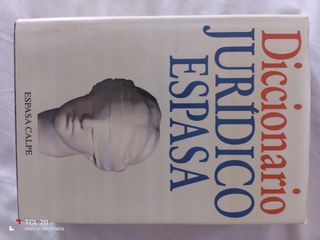 Diccionario
JURÍDICO
ESPASA
ESPASA CALPE
TCL 20